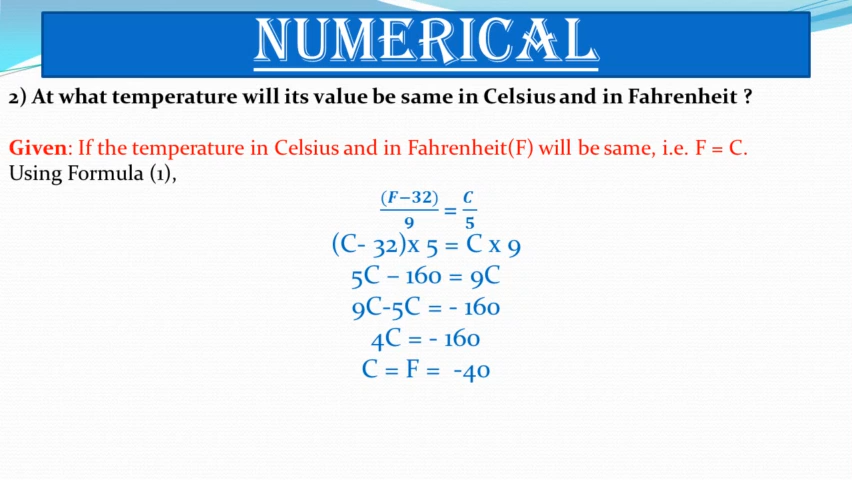 NUMERICAL
2) At what temperature will its value be same in Celsius and in Fahrenheit ?
Given: If the temperature in Celsius and in Fahrenheit(F) will be same, i.e. F = C.
Using Formula (1),
(F−32)/9 = C/5
(C- 32)x 5 = C x 9
5C – 160 = 9C
9C-5C = - 160
4C = - 160
C = F = -40